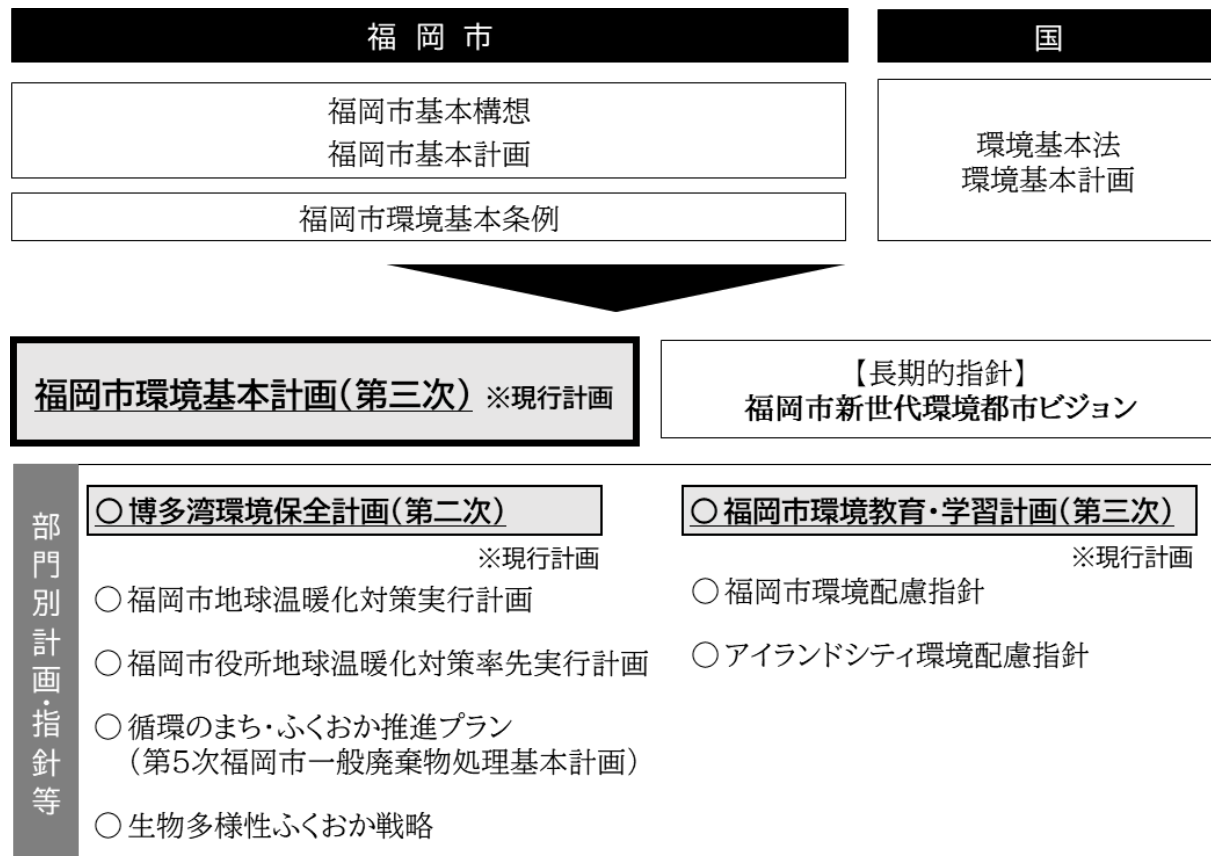 福岡市
国
福岡市基本構想
福岡市基本計画
福岡市環境基本条例
環境基本法
環境基本計画
福岡市環境基本計画(第三次) ※現行計画
【長期的指針】
福岡市新世代環境都市ビジョン
部門別計画・指針等
○博多湾環境保全計画(第二次)
※現行計画
○福岡市地球温暖化対策実行計画
○福岡市役所地球温暖化対策率先実行計画
○循環のまち・ふくおか推進プラン
(第5次福岡市一般廃棄物処理基本計画)
○生物多様性ふくおか戦略
○福岡市環境教育・学習計画(第三次)
※現行計画
○福岡市環境配慮指針
○アイランドシティ環境配慮指針